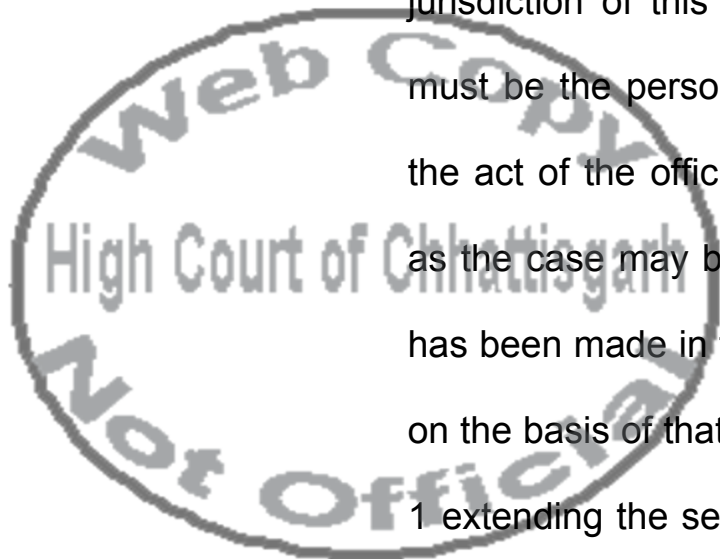 jurisdiction of this
must be the perso
the act of the offic
as the case may b
has been made in
on the basis of that
1 extending the se
Web Copy
High Court of Chhattisgarh
Not Official